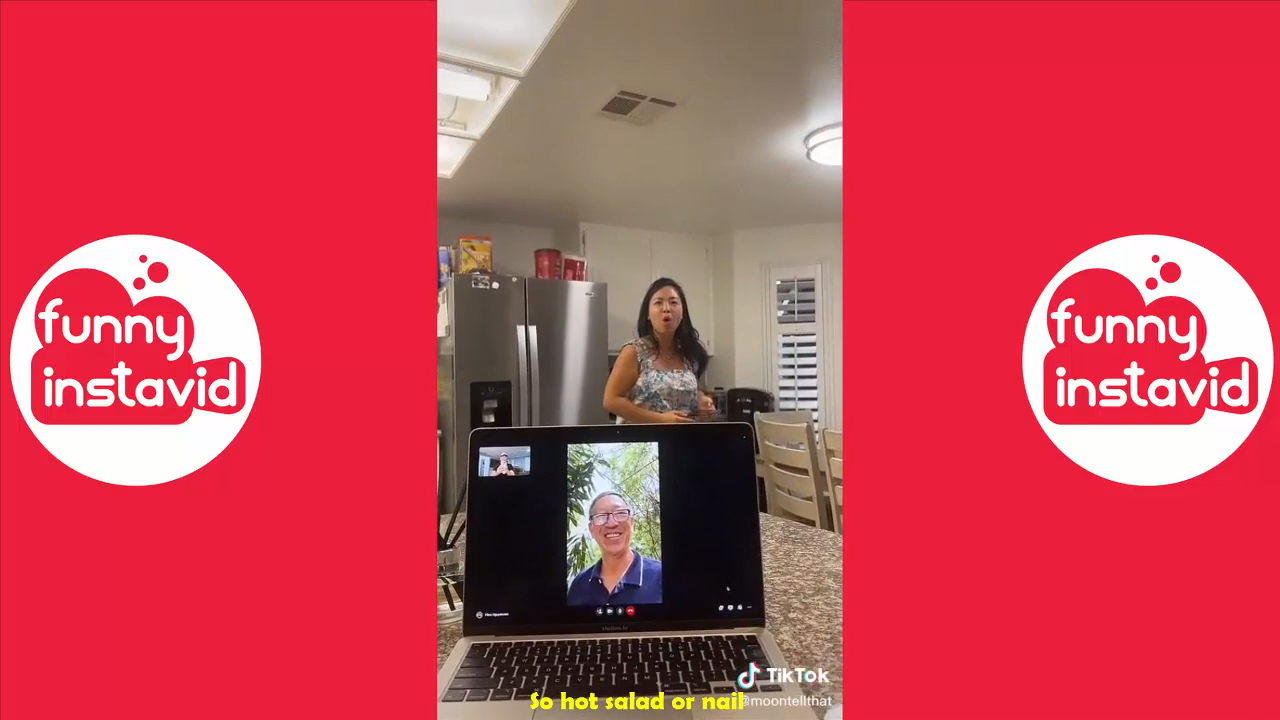 funny
instavid
funny
instavid
TikTok
@moontellthat
So hot salad or nail